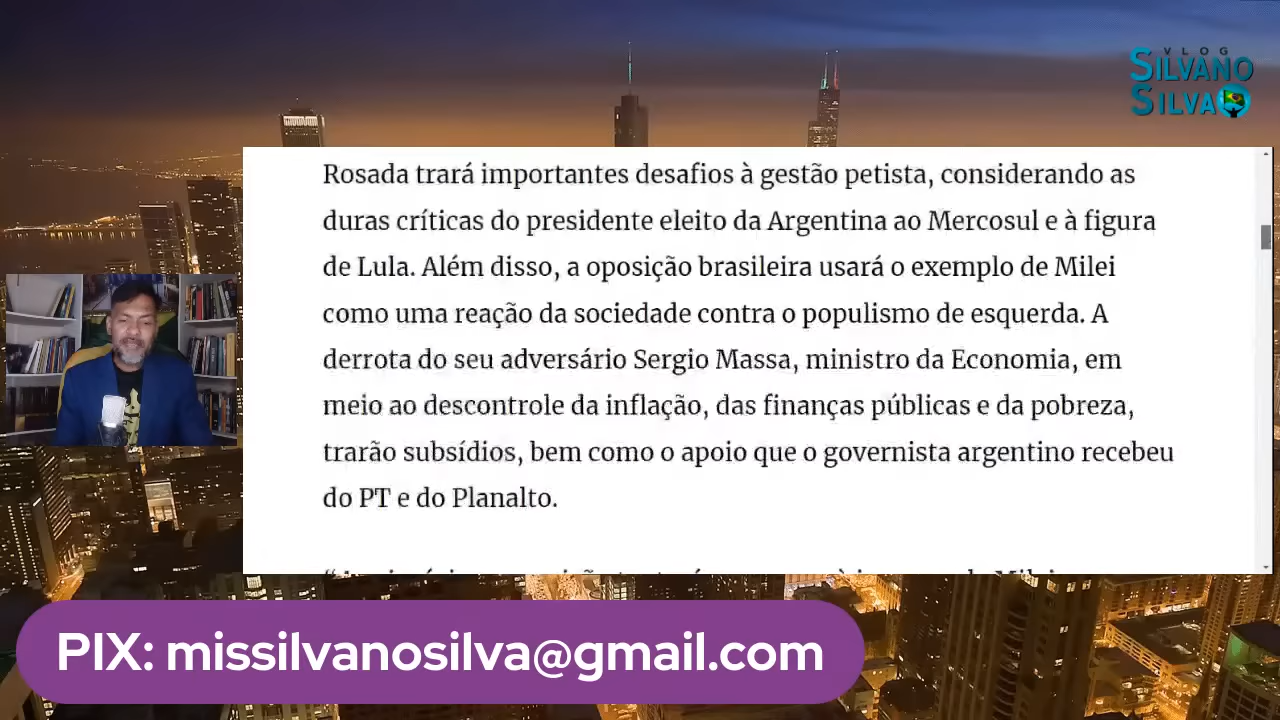 VLOG
SILVANO
SILVA
Rosada trará importantes desafios à gestão petista, considerando as
duras críticas do presidente eleito da Argentina ao Mercosul e à figura
de Lula. Além disso, a oposição brasileira usará o exemplo de Milei
como uma reação da sociedade contra o populismo de esquerda. A
derrota do seu adversário Sergio Massa, ministro da Economia, em
meio ao descontrole da inflação, das finanças públicas e da pobreza,
trarão subsídios, bem como o apoio que o governista argentino recebeu
do PT e do Planalto.
PIX: missilvanosilva@gmail.com